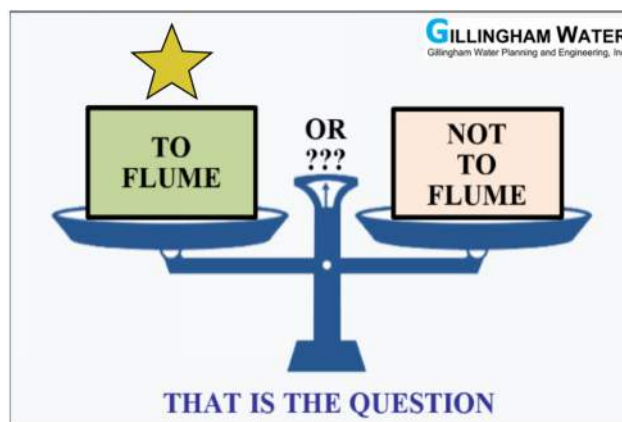 GILLINGHAM WATER
Gillingham Water Planning and Engineering, Inc
TO
FLUME
OR
???
NOT
TO
FLUME
THAT IS THE QUESTION